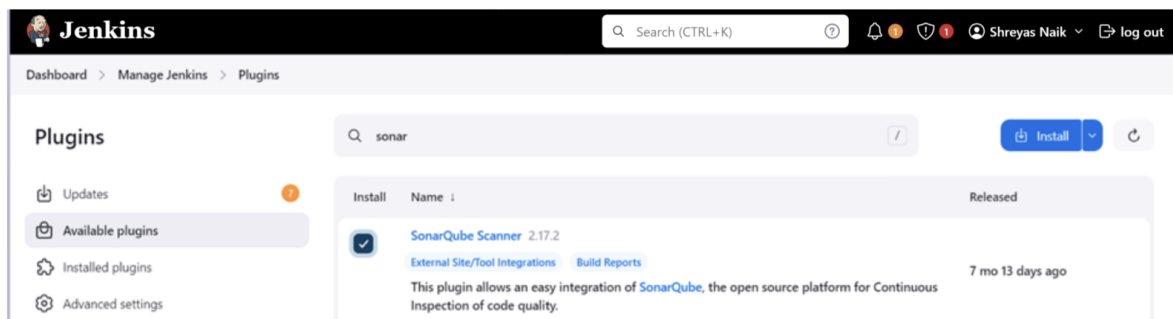 Jenkins
Search (CTRL+K)
?
1
1
Shreyas Naik
log out
Dashboard > Manage Jenkins > Plugins
Plugins
sonar
/
Install
Updates
7
Available plugins
Installed plugins
Advanced settings
Install Name ↓ Released
SonarQube Scanner 2.17.2
External Site/Tool Integrations Build Reports
This plugin allows an easy integration of SonarQube, the open source platform for Continuous
Inspection of code quality.
7 mo 13 days ago